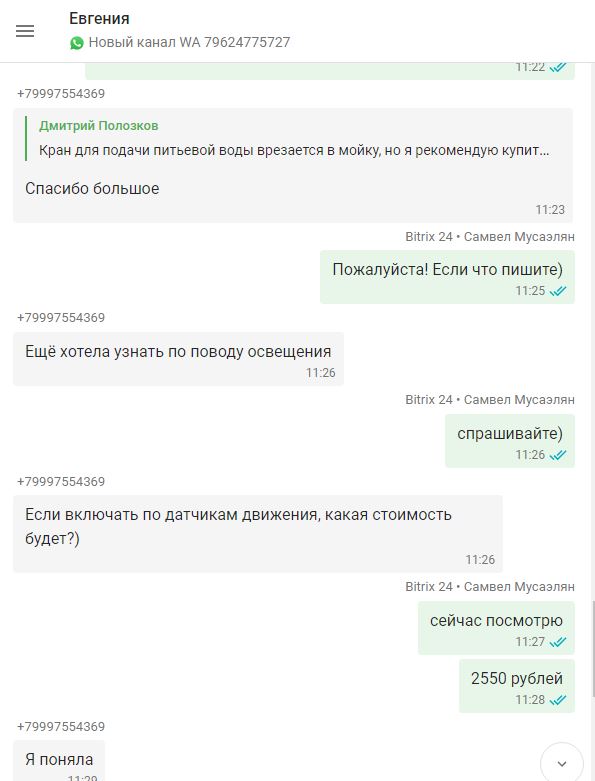 Евгения
Новый канал WA 79624775727
11:22
+79997554369
Дмитрий Полозков
Кран для подачи питьевой воды врезается в мойку, но я рекомендую купит...
Спасибо большое
11:23
Bitrix 24 • Самвел Мусаэлян
Пожалуйста! Если что пишите)
11:25
+79997554369
Ещё хотела узнать по поводу освещения
11:26
Bitrix 24 • Самвел Мусаэлян
спрашивайте)
11:26
+79997554369
Если включать по датчикам движения, какая стоимость
будет?)
11:26
Bitrix 24 • Самвел Мусаэлян
сейчас посмотрю
11:27
2550 рублей
11:28
+79997554369
Я поняла
11:29